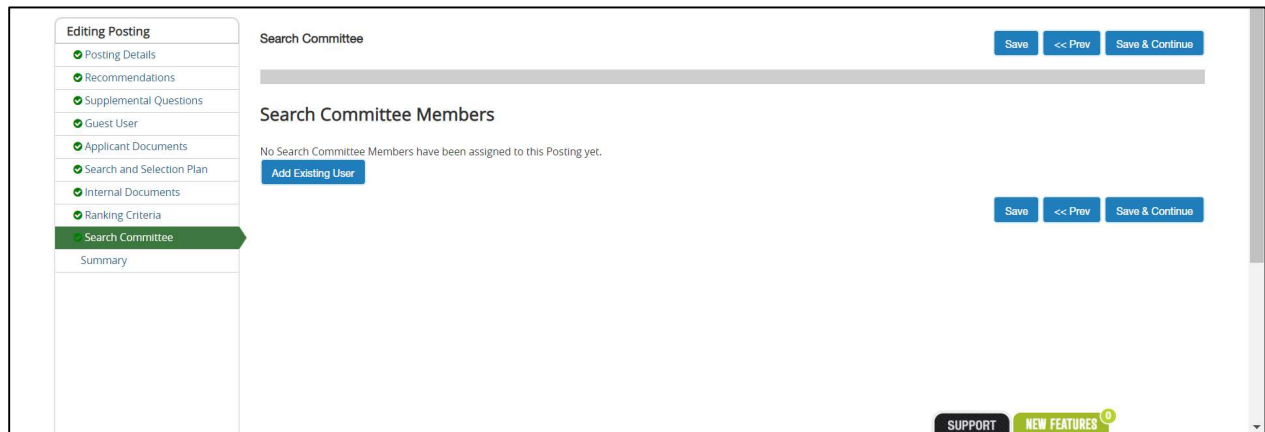 Editing Posting
Posting Details
Recommendations
Supplemental Questions
Guest User
Applicant Documents
Search and Selection Plan
Internal Documents
Ranking Criteria
Search Committee
Summary
Search Committee
Save
<< Prev
Save & Continue
Search Committee Members
No Search Committee Members have been assigned to this Posting yet.
Add Existing User
Save
<< Prev
Save & Continue
SUPPORT
NEW FEATURES
0